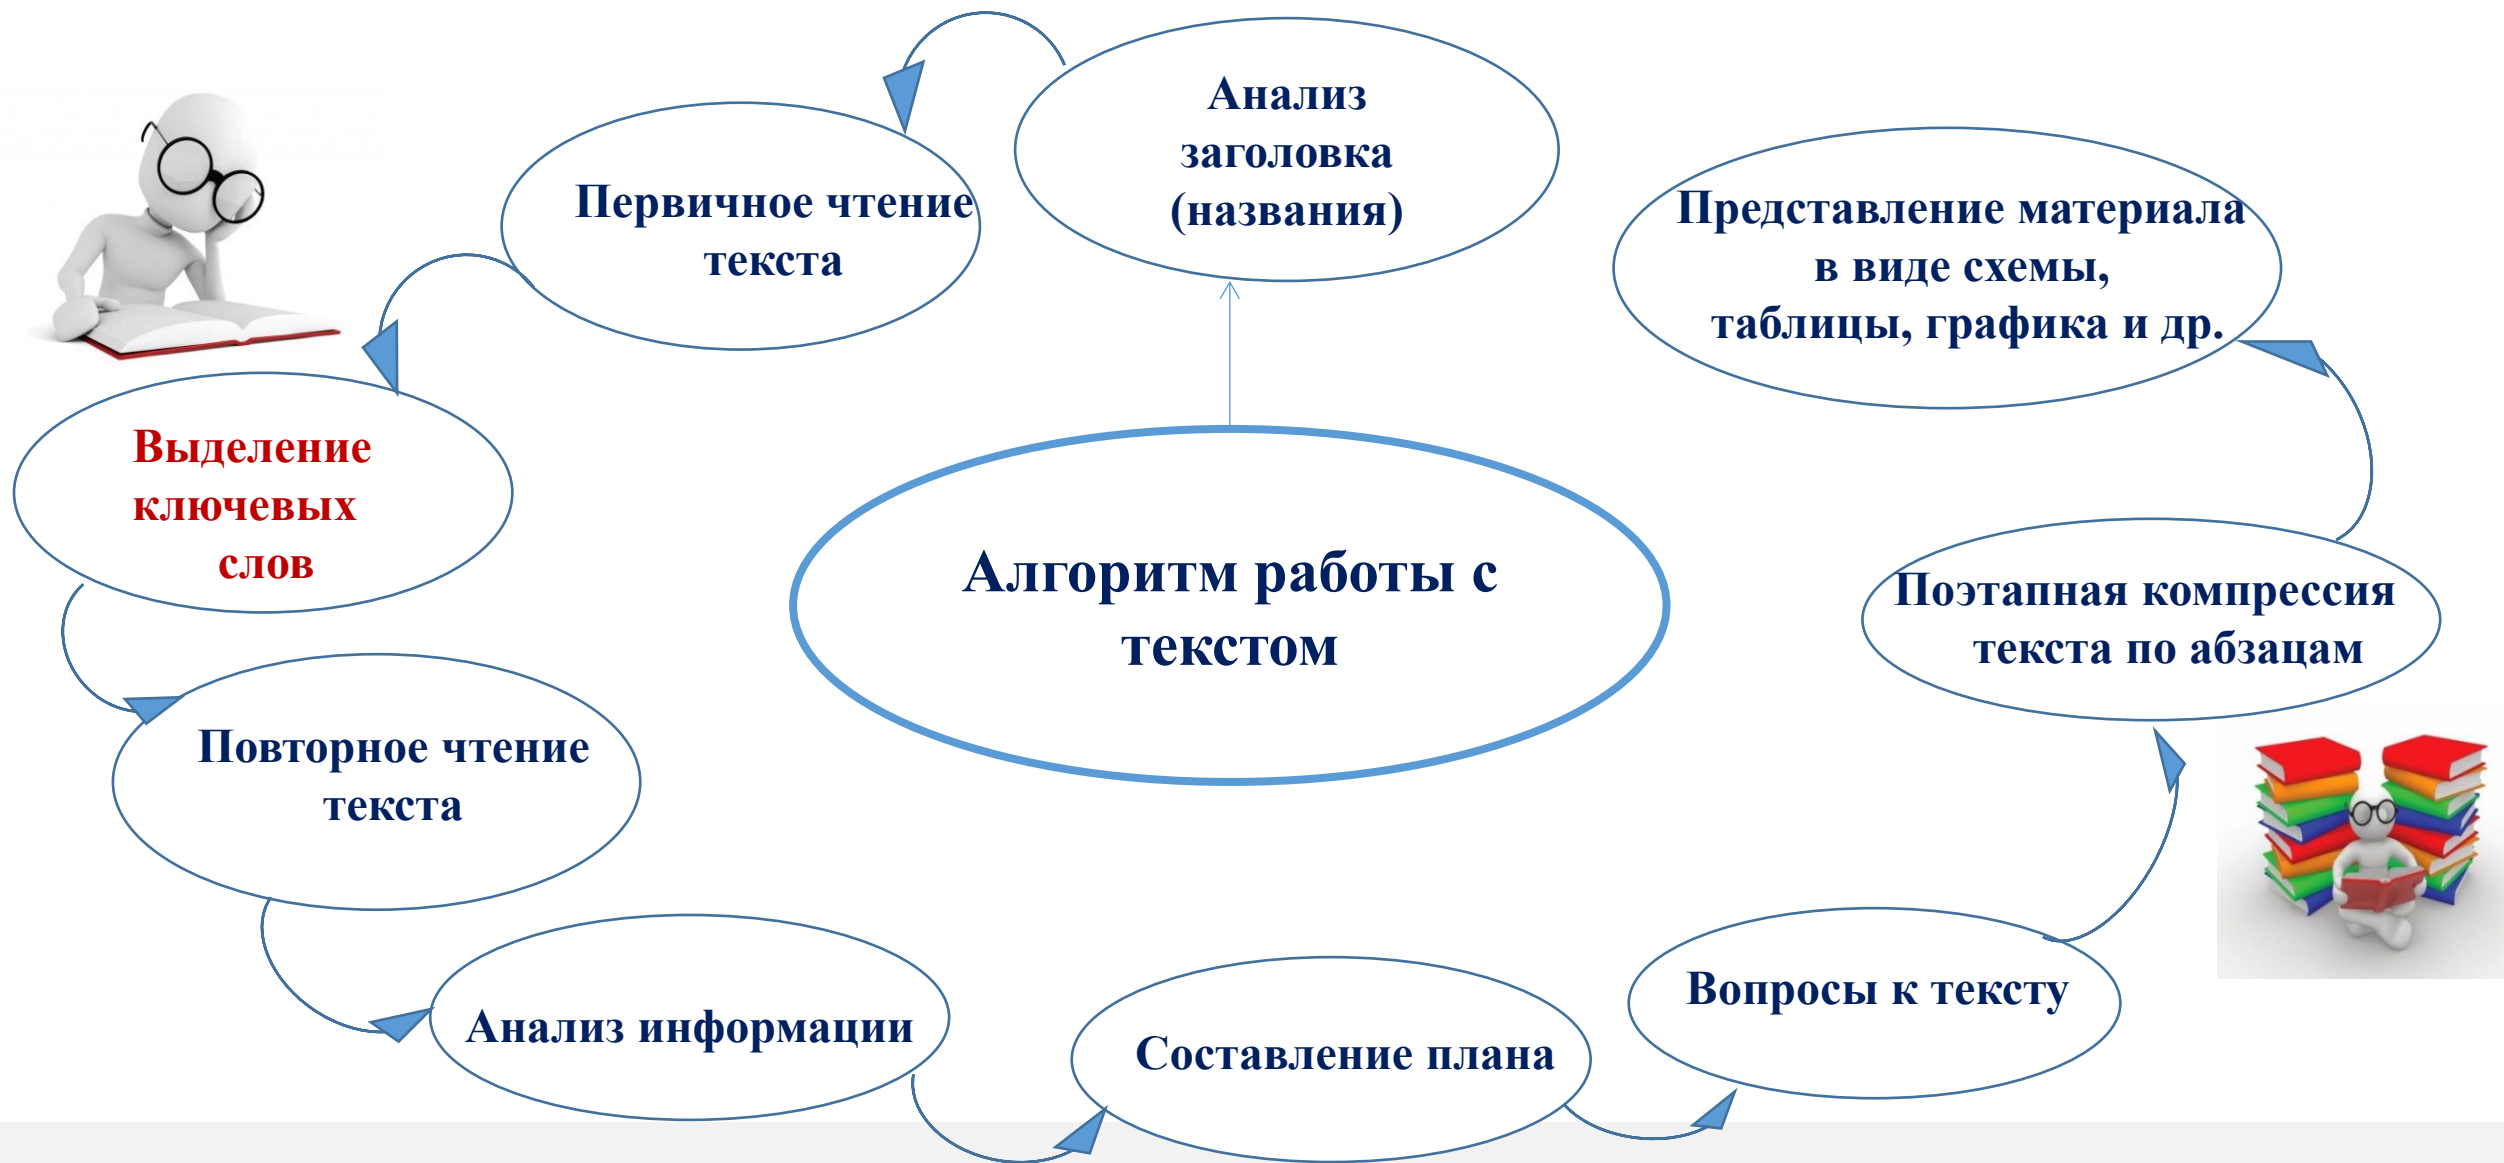 Анализ
заголовка
(названия)
Первичное чтение
текста
Выделение
ключевых
слов
Повторное чтение
текста
Анализ информации
Составление плана
Вопросы к тексту
Поэтапная компрессия
текста по абзацам
Представление материала
в виде схемы,
таблицы, графика и др.
Алгоритм работы с
текстом